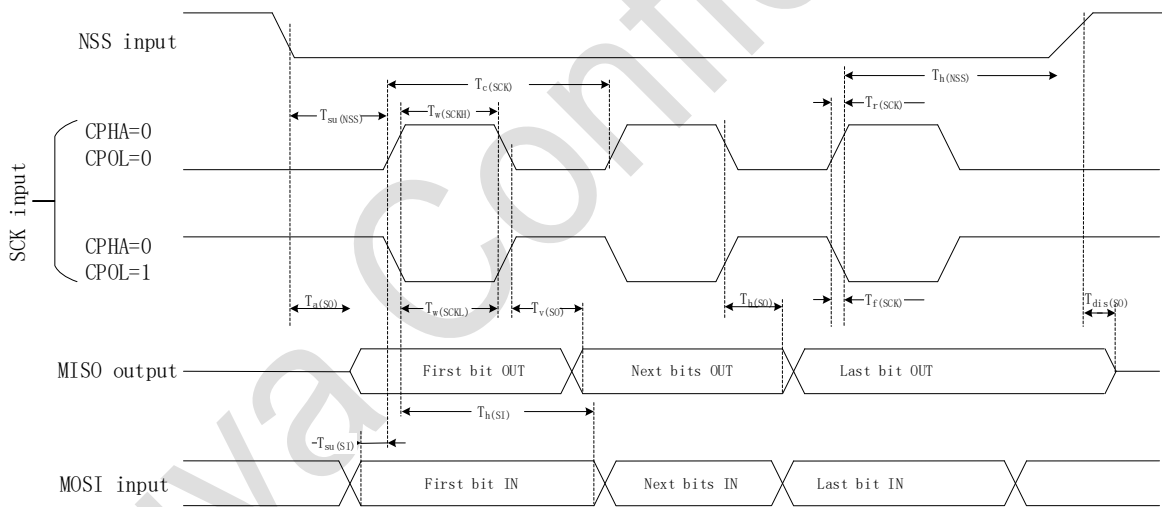 NSS input
Tc(SCK)
Th(NSS)
Tsu(NSS)
Tw(SCKH)
Tr(SCK)
CPHA=0
CPOL=0
SCK input
CPHA=0
CPOL=1
Ta(SO)
Tw(SCKL)
Tv(SO)
Th(SO)
Tf(SCK)
Tdis(SO)
MISO output
First bit OUT
Next bits OUT
Last bit OUT
Th(SI)
Tsu(SI)
MOSI input
First bit IN
Next bits IN
Last bit IN